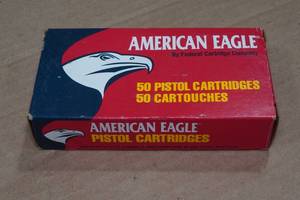 AMERICAN EAGLE
By Federal Cartridge Company
50 PISTOL CARTRIDGES
50 CARTOUCHES
AMERICAN EAGLE
PISTOL CARTRIDGES